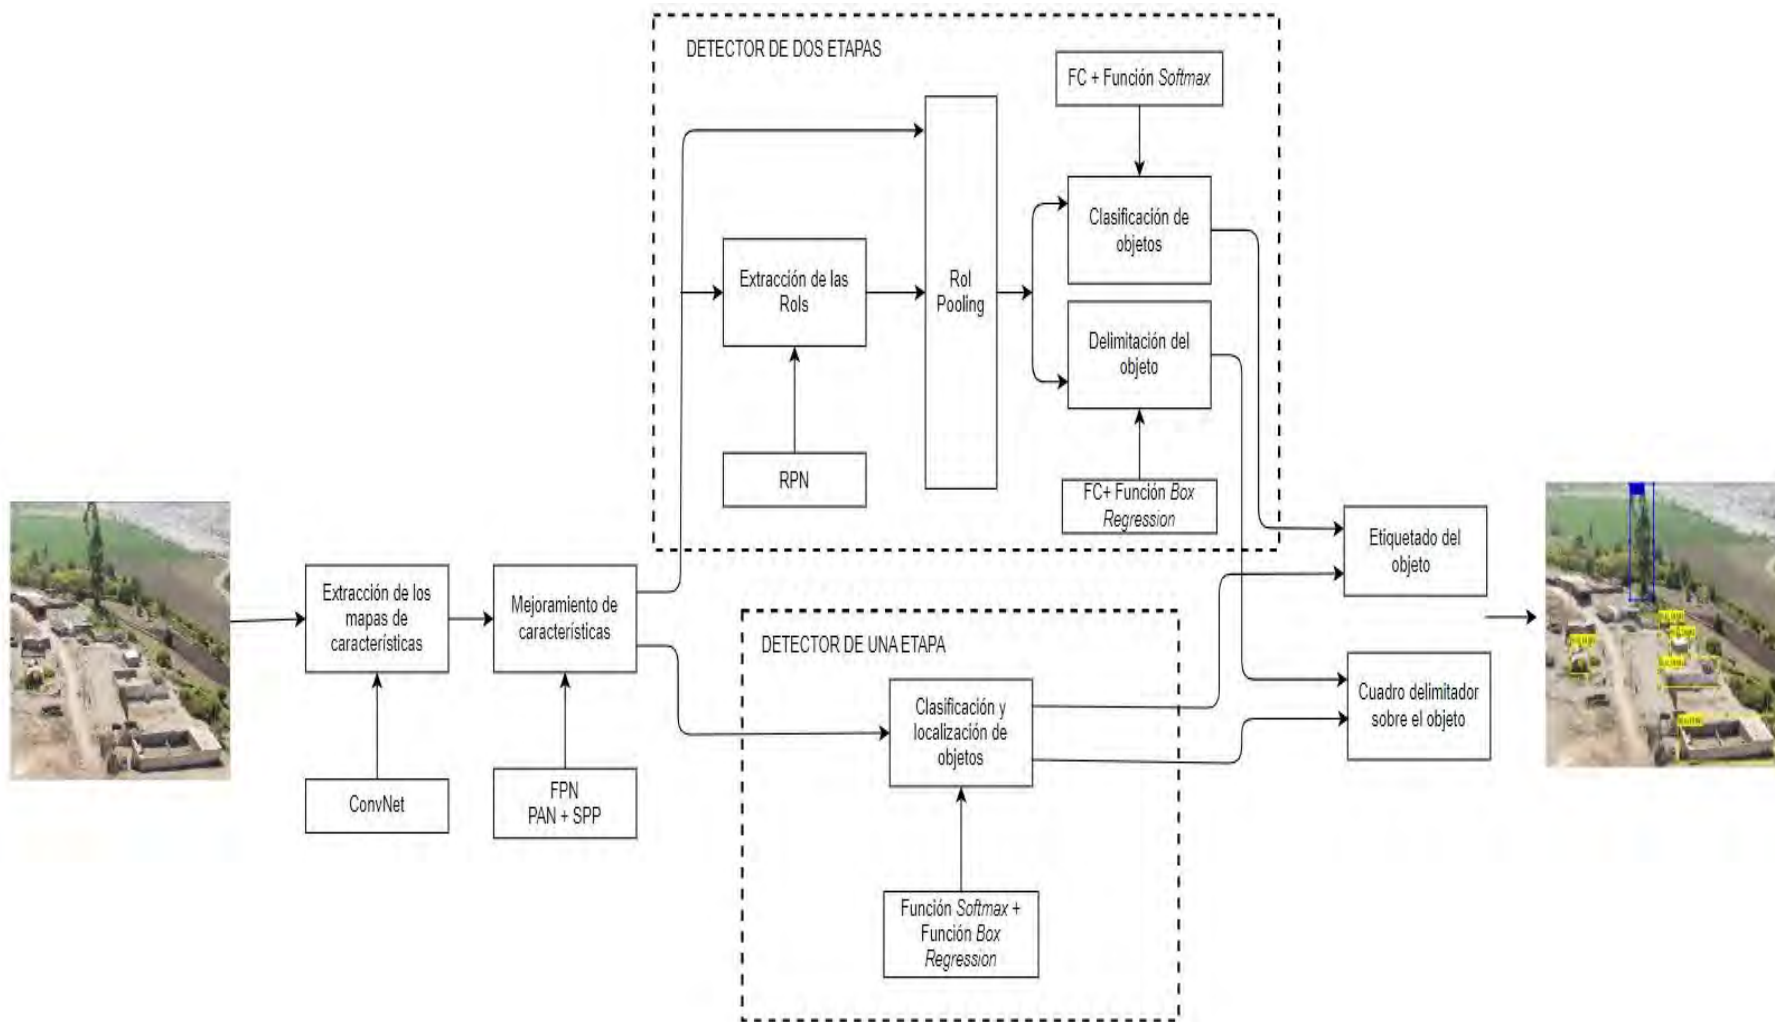 DETECTOR DE DOS ETAPAS
FC + Función Softmax
Clasificación de
objetos
Extracción de las
RoIs
RoI
Pooling
Delimitación del
objeto
RPN
FC+ Función Box
Regression
Etiquetado del
objeto
Extracción de los
mapas de
características
Mejoramiento de
características
DETECTOR DE UNA ETAPA
Clasificación y
localización de
objetos
Cuadro delimitador
sobre el objeto
ConvNet
FPN
PAN + SPP
Función Softmax +
Función Box
Regression